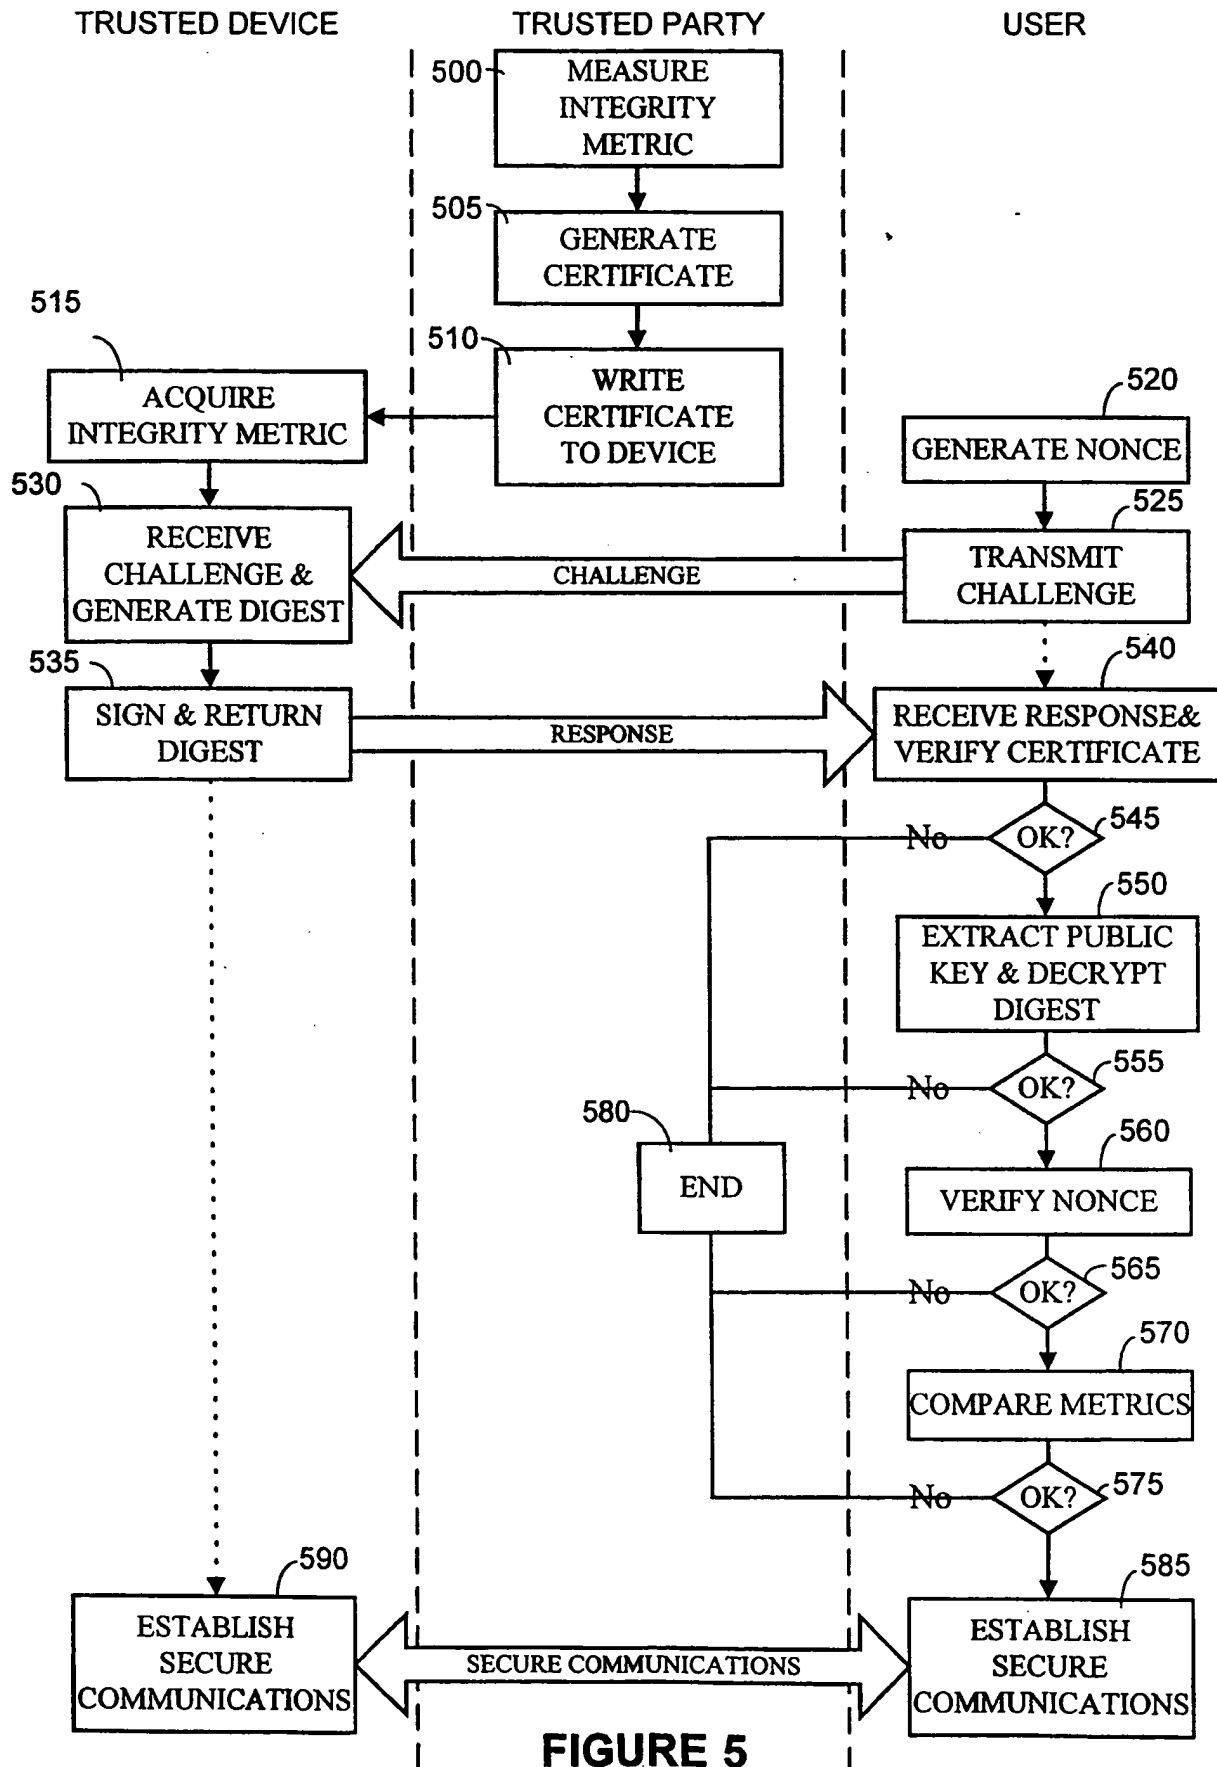 TRUSTED DEVICE
TRUSTED PARTY
USER
500
MEASURE
INTEGRITY
METRIC
505
GENERATE
CERTIFICATE
510
WRITE
CERTIFICATE
TO DEVICE
515
ACQUIRE
INTEGRITY METRIC
520
GENERATE NONCE
525
TRANSMIT
CHALLENGE
CHALLENGE
530
RECEIVE
CHALLENGE &
GENERATE DIGEST
535
SIGN & RETURN
DIGEST
RESPONSE
540
RECEIVE RESPONSE&
VERIFY CERTIFICATE
545
OK?
No
550
EXTRACT PUBLIC
KEY & DECRYPT
DIGEST
555
OK?
No
560
VERIFY NONCE
565
OK?
No
570
COMPARE METRICS
575
OK?
No
580
END
590
ESTABLISH
SECURE
COMMUNICATIONS
SECURE COMMUNICATIONS
585
ESTABLISH
SECURE
COMMUNICATIONS
FIGURE 5